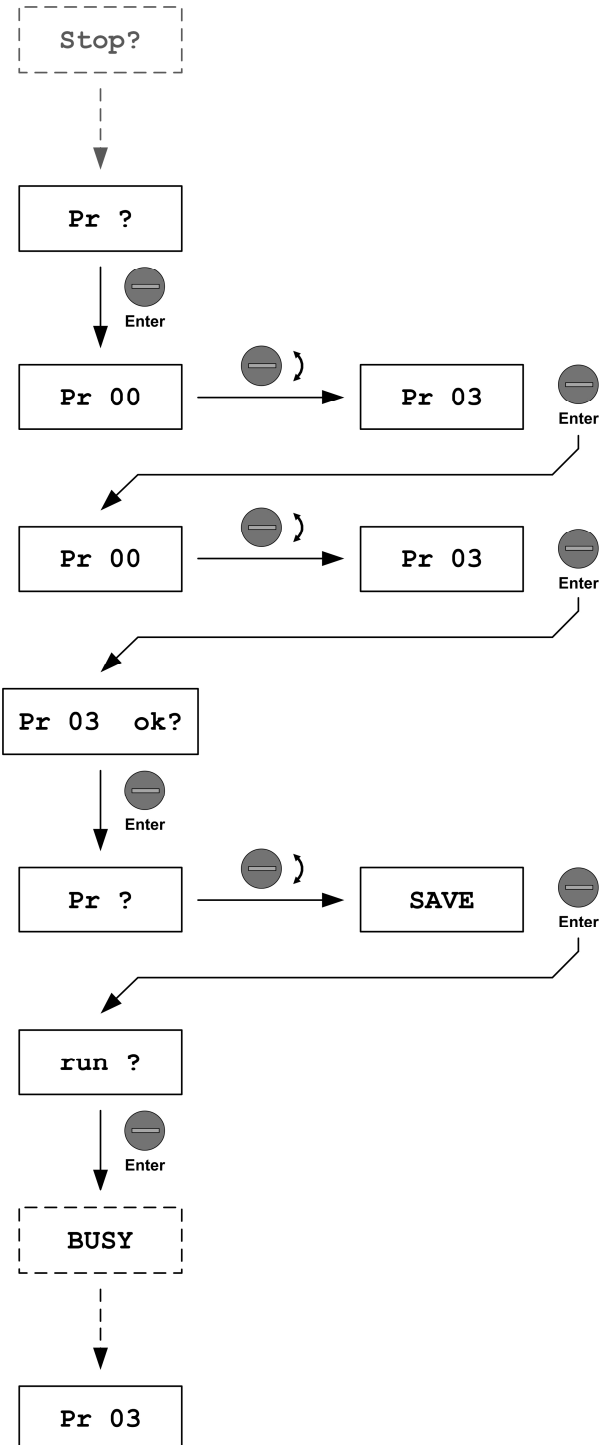 Stop?
Pr ?
Enter
Pr 00
Pr 03
Enter
Pr 00
Pr 03
Enter
Pr 03 ok?
Enter
Pr ?
SAVE
Enter
run ?
Enter
BUSY
Pr 03